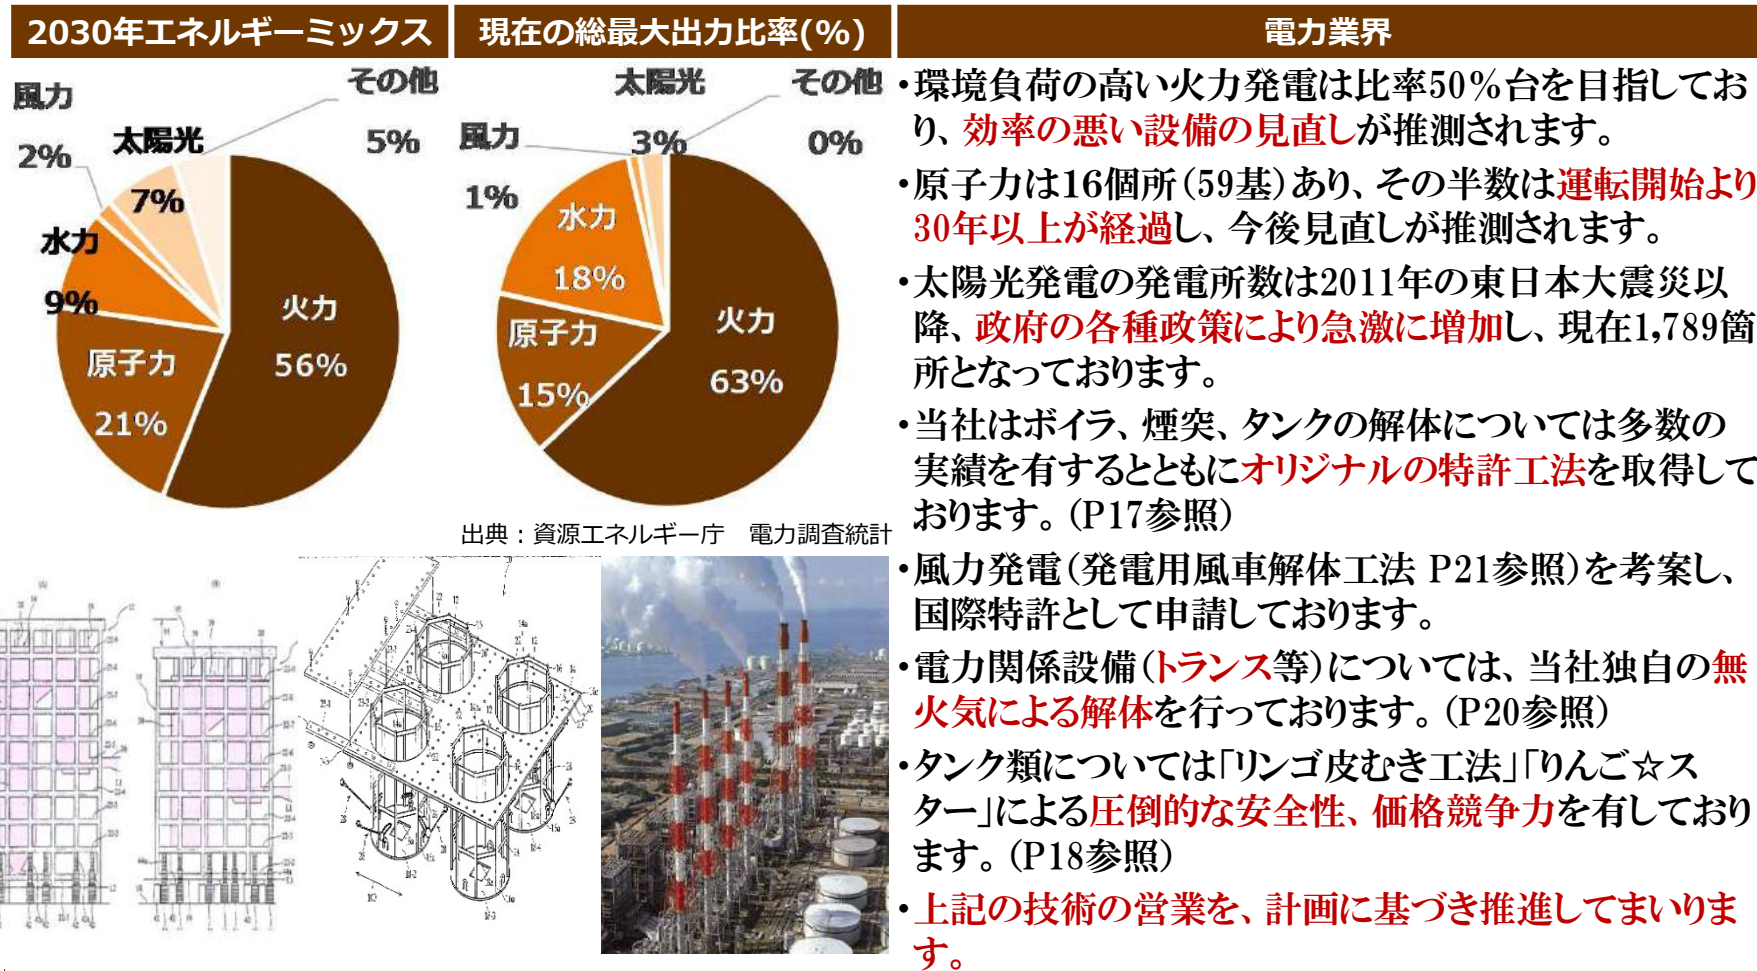 2030年エネルギーミックス
現在の総最大出力比率(%)
電力業界
風力
2%
太陽光
7%
その他
5%
水力
9%
原子力
21%
火力
56%
風力
1%
太陽光
3%
その他
0%
水力
18%
原子力
15%
火力
63%
出典：資源エネルギー庁　電力調査統計
・環境負荷の高い火力発電は比率50％台を目指してお
り、効率の悪い設備の見直しが推測されます。
・原子力は16個所（59基）あり、その半数は運転開始より
30年以上が経過し、今後見直しが推測されます。
・太陽光発電の発電所数は2011年の東日本大震災以
降、政府の各種政策により急激に増加し、現在1,789箇
所となっております。
・当社はボイラ、煙突、タンクの解体については多数の
実績を有するとともにオリジナルの特許工法を取得して
おります。（P17参照）
・風力発電（発電用風車解体工法 P21参照）を考案し、
国際特許として申請しております。
・電力関係設備（トランス等）については、当社独自の無
火気による解体を行っております。（P20参照）
・タンク類については「リンゴ皮むき工法」「りんご☆ス
ター」による圧倒的な安全性、価格競争力を有しており
ます。（P18参照）
・上記の技術の営業を、計画に基づき推進してまいりま
す。